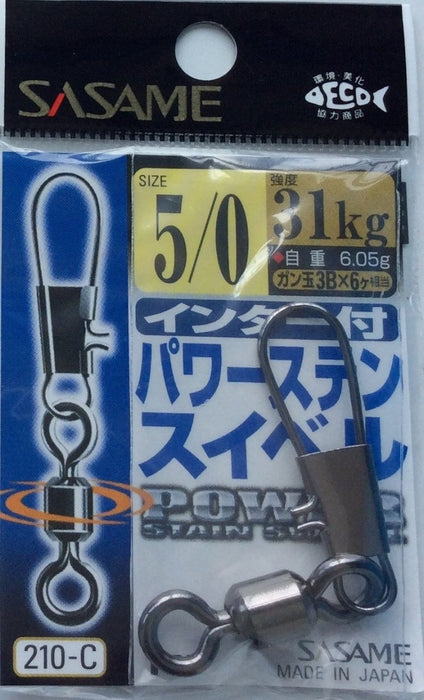 SASAME
環境・美化
DECO
協力商品
SIZE
5/0
強度
31kg
◆自重 6.05g
ガン玉3B×6ヶ相当
インター付
パワーステン
スイベル
POWER
STAIN
210-C
SASAME
MADE IN JAPAN